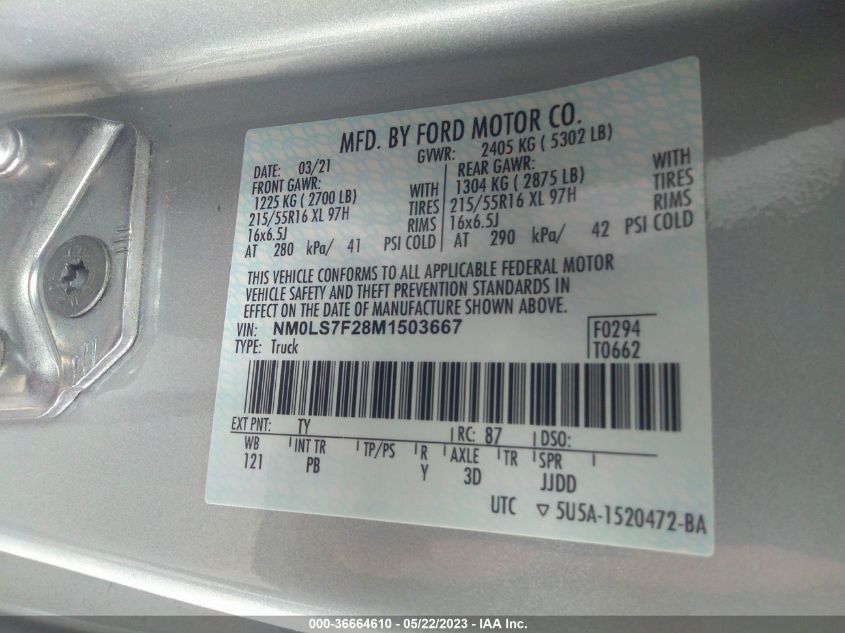 MFD. BY FORD MOTOR CO.
DATE: 03/21 GVWR: 2405 KG ( 5302 LB)
FRONT GAWR: REAR GAWR:
1225 KG ( 2700 LB) WITH 1304 KG ( 2875 LB) WITH
215/55R16 XL 97H TIRES 215/55R16 XL 97H TIRES
16x6.5J RIMS 16x6.5J RIMS
AT 280 kPa/ 41 PSI COLD AT 290 kPa/ 42 PSI COLD
THIS VEHICLE CONFORMS TO ALL APPLICABLE FEDERAL MOTOR
VEHICLE SAFETY AND THEFT PREVENTION STANDARDS IN
EFFECT ON THE DATE OF MANUFACTURE SHOWN ABOVE.
VIN: NM0LS7F28M1503667 F0294
TYPE: Truck T0662
EXT PNT: TY RC: 87 DSO:
WB INT TR TP/PS R AXLE TR SPR
121 PB Y 3D JJDD
UTC ▽ 5U5A-1520472-BA
000-36664610 - 05/22/2023 - IAA Inc.